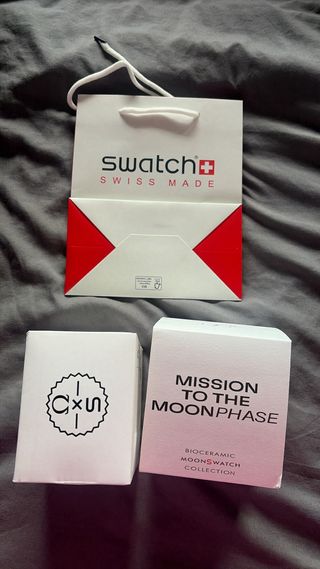 swatch
SWISS MADE
Ω×S
MISSION
TO THE
MOONPHASE
BIOCERAMIC
MOONSWATCH
COLLECTION